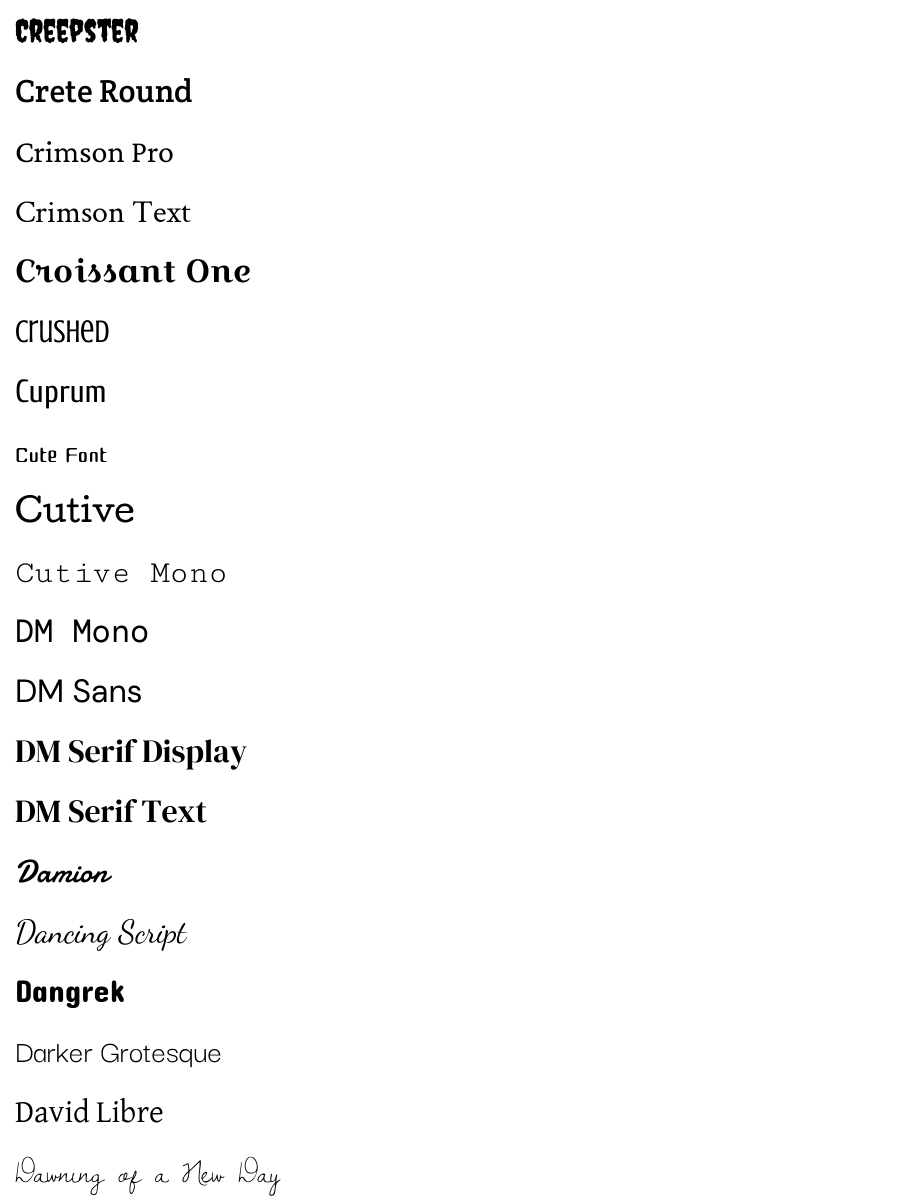 CREEPSTER
Crete Round
Crimson Pro
Crimson Text
Croissant One
Crushed
Cuprum
Cute Font
Cutive
Cutive Mono
DM Mono
DM Sans
DM Serif Display
DM Serif Text
Damion
Dancing Script
Dangrek
Darker Grotesque
David Libre
Dawning of a New Day